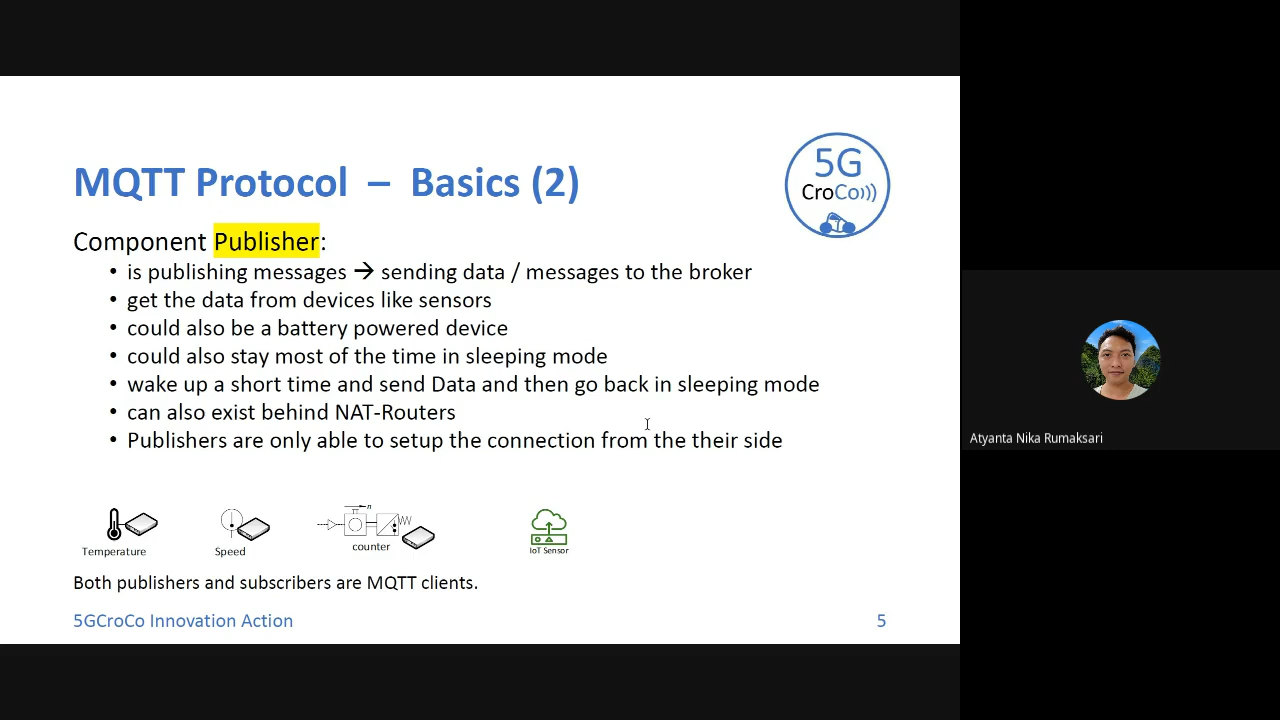 MQTT Protocol – Basics (2)
5G
CroCo)))
Component Publisher:
• is publishing messages → sending data / messages to the broker
• get the data from devices like sensors
• could also be a battery powered device
• could also stay most of the time in sleeping mode
• wake up a short time and send Data and then go back in sleeping mode
• can also exist behind NAT-Routers
• Publishers are only able to setup the connection from the their side
n
Temperature
Speed
counter
IoT Sensor
Both publishers and subscribers are MQTT clients.
5GCroCo Innovation Action
5
Atyanta Nika Rumaksari